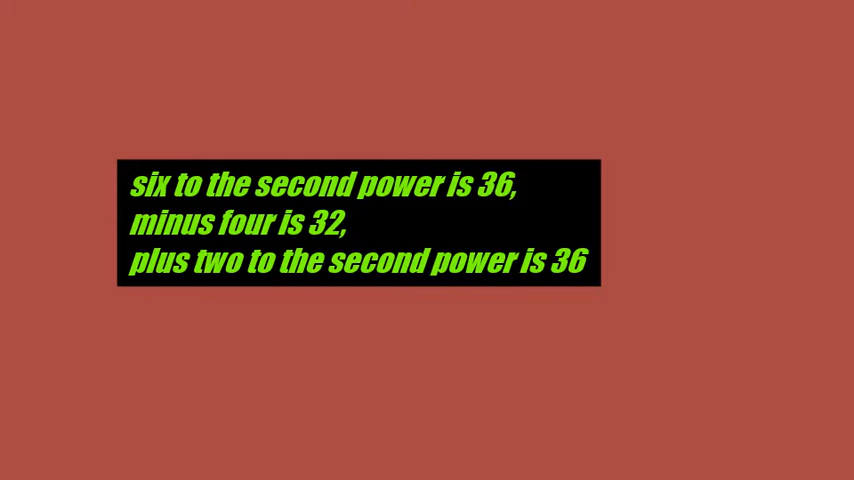 six to the second power is 36,
minus four is 32,
plus two to the second power is 36